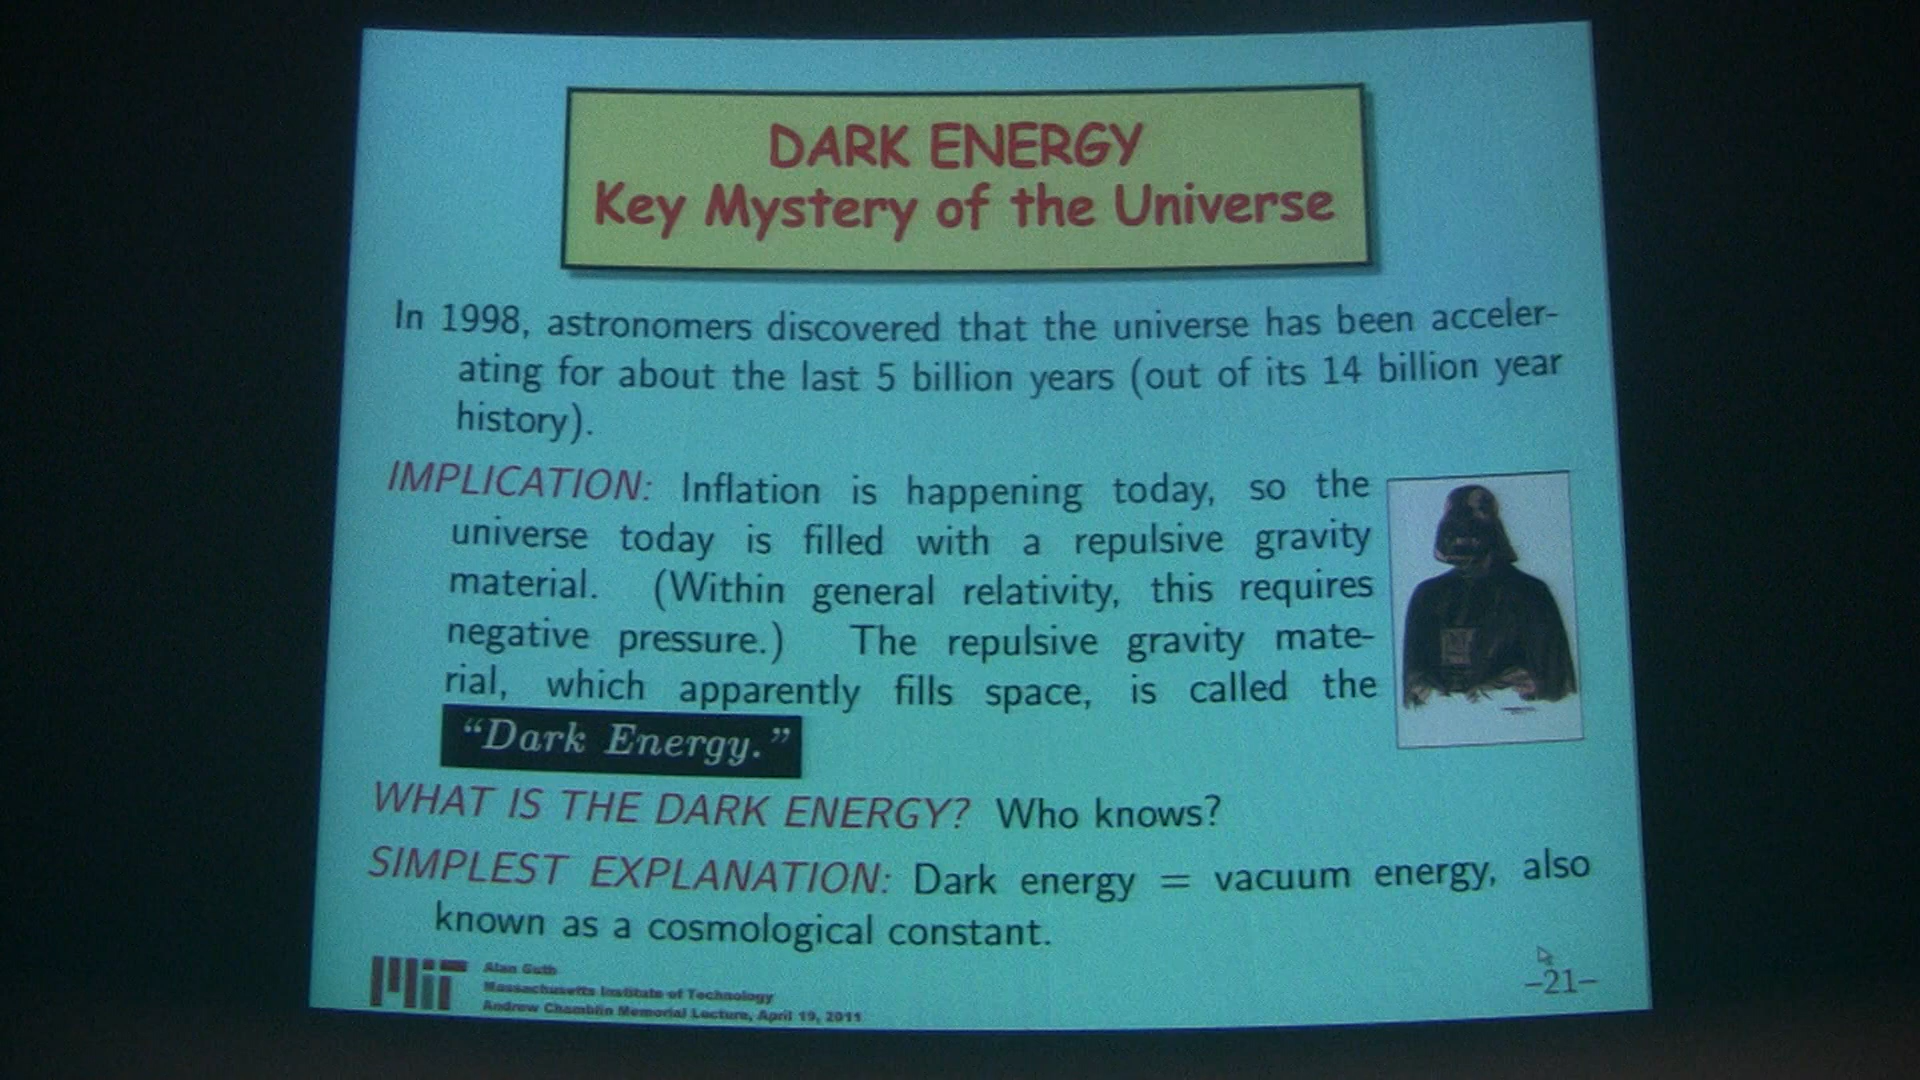 DARK ENERGY
Key Mystery of the Universe
In 1998, astronomers discovered that the universe has been acceler-
ating for about the last 5 billion years (out of its 14 billion year
history).
IMPLICATION: Inflation is happening today, so the
universe today is filled with a repulsive gravity
material. (Within general relativity, this requires
negative pressure.) The repulsive gravity mate-
rial, which apparently fills space, is called the
“Dark Energy.”
WHAT IS THE DARK ENERGY? Who knows?
SIMPLEST EXPLANATION: Dark energy = vacuum energy, also
known as a cosmological constant.
MIT
Alan Guth
Massachusetts Institute of Technology
Andrew Chamblin Memorial Lecture, April 19, 2011
–21–